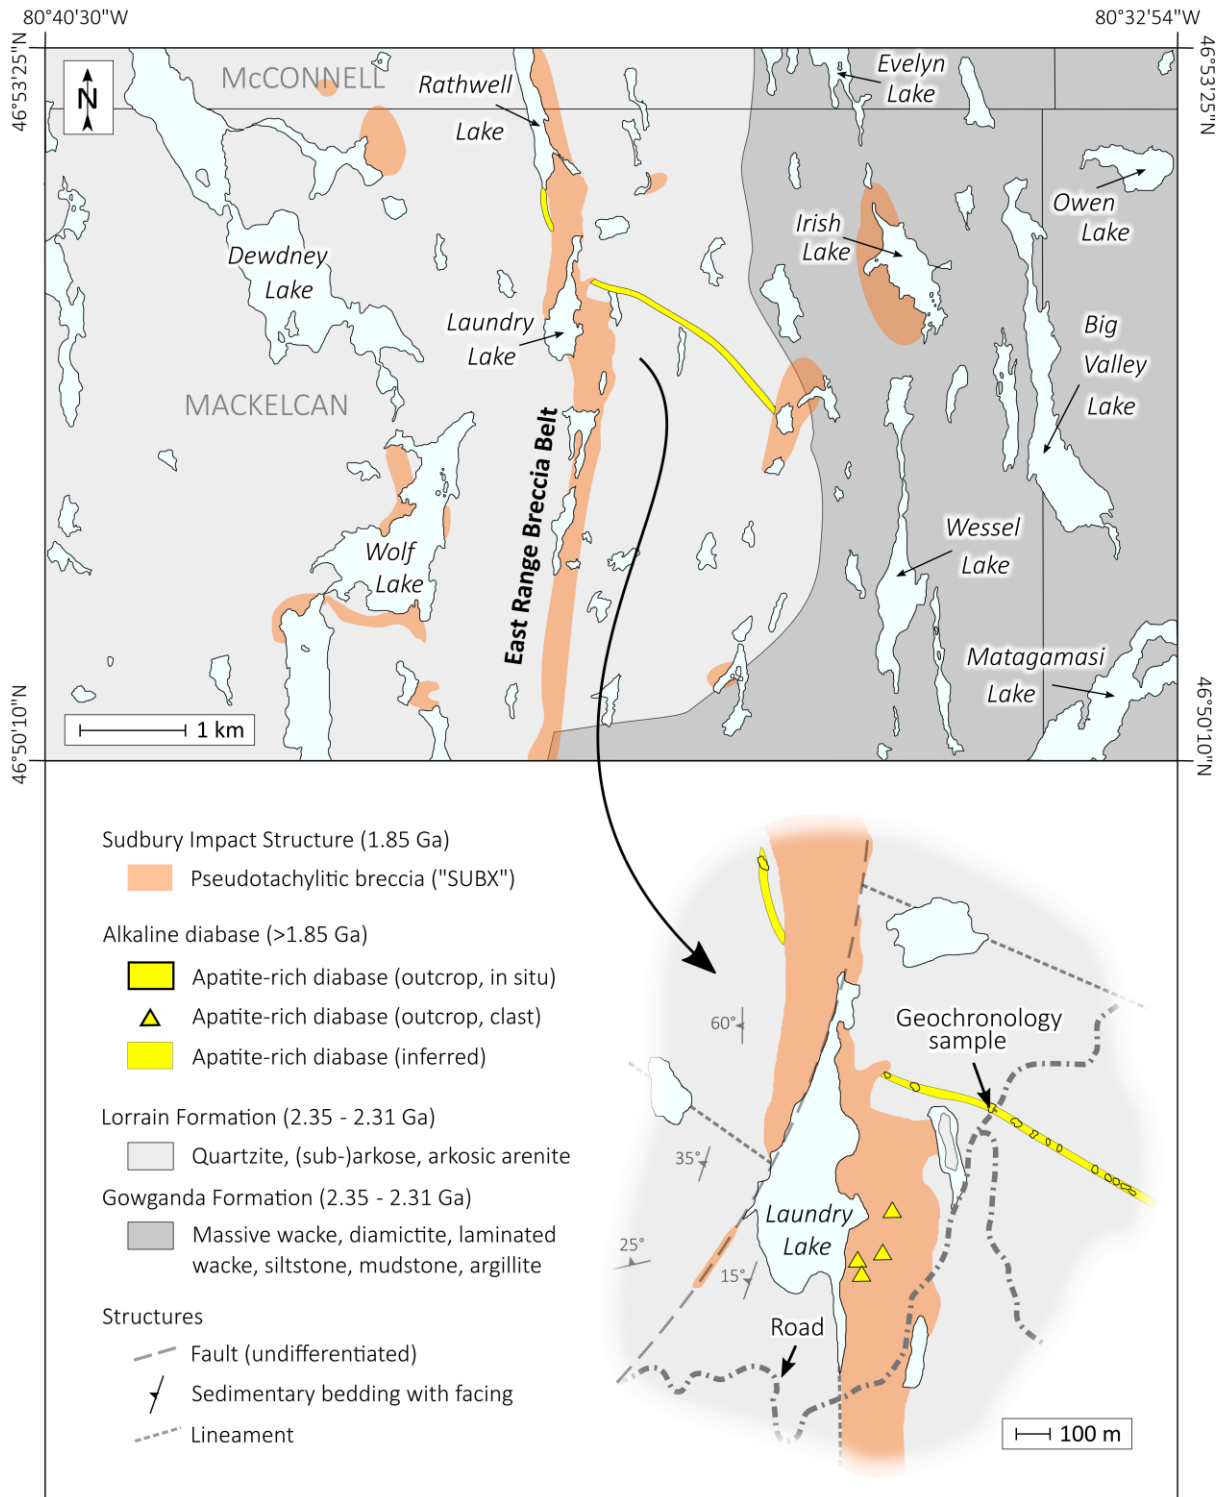 80°40'30"W
80°32'54"W
46°53'25"N
46°53'25"N
McCONNELL
N
Rathwell
Lake
Evelyn
Lake
Owen
Lake
Irish
Lake
Dewdney
Lake
Laundry
Lake
Big
Valley
Lake
MACKELCAN
East Range Breccia Belt
Wolf
Lake
Wessel
Lake
Matagamasi
Lake
1 km
46°50'10"N
46°50'10"N
Sudbury Impact Structure (1.85 Ga)
Pseudotachylitic breccia ("SUBX")
Alkaline diabase (>1.85 Ga)
Apatite-rich diabase (outcrop, in situ)
Apatite-rich diabase (outcrop, clast)
Apatite-rich diabase (inferred)
Lorrain Formation (2.35 - 2.31 Ga)
Quartzite, (sub-)arkose, arkosic arenite
Gowganda Formation (2.35 - 2.31 Ga)
Massive wacke, diamictite, laminated
wacke, siltstone, mudstone, argillite
Structures
Fault (undifferentiated)
Sedimentary bedding with facing
Lineament
60°
Geochronology
sample
35°
Laundry
Lake
25°
15°
Road
100 m